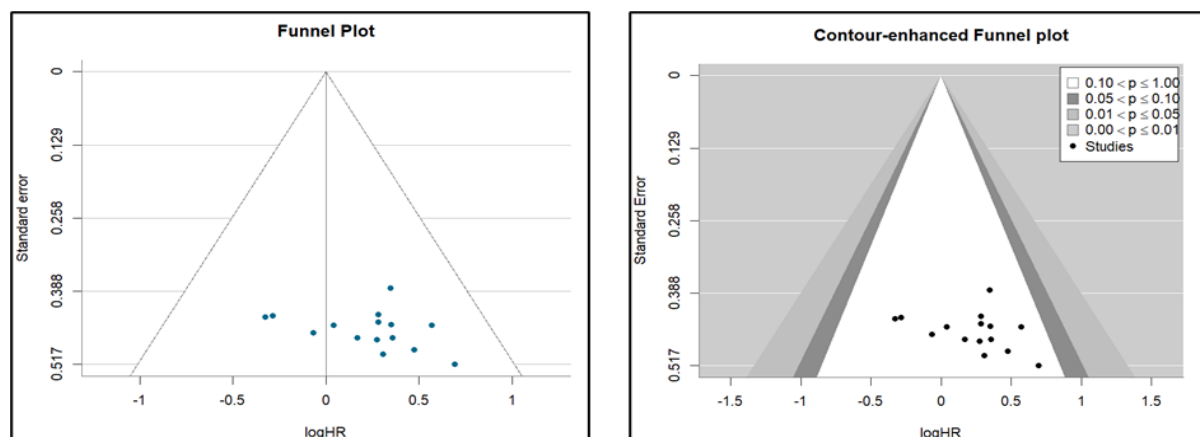 Funnel Plot
Standard error
0
0.129
0.258
0.388
0.517
-1
-0.5
0
0.5
1
logHR
Contour-enhanced Funnel plot
0.10 < p ≤ 1.00
0.05 < p ≤ 0.10
0.01 < p ≤ 0.05
0.00 < p ≤ 0.01
Studies
Standard Error
0
0.129
0.258
0.388
0.517
-1.5
-1
-0.5
0
0.5
1
1.5
logHR